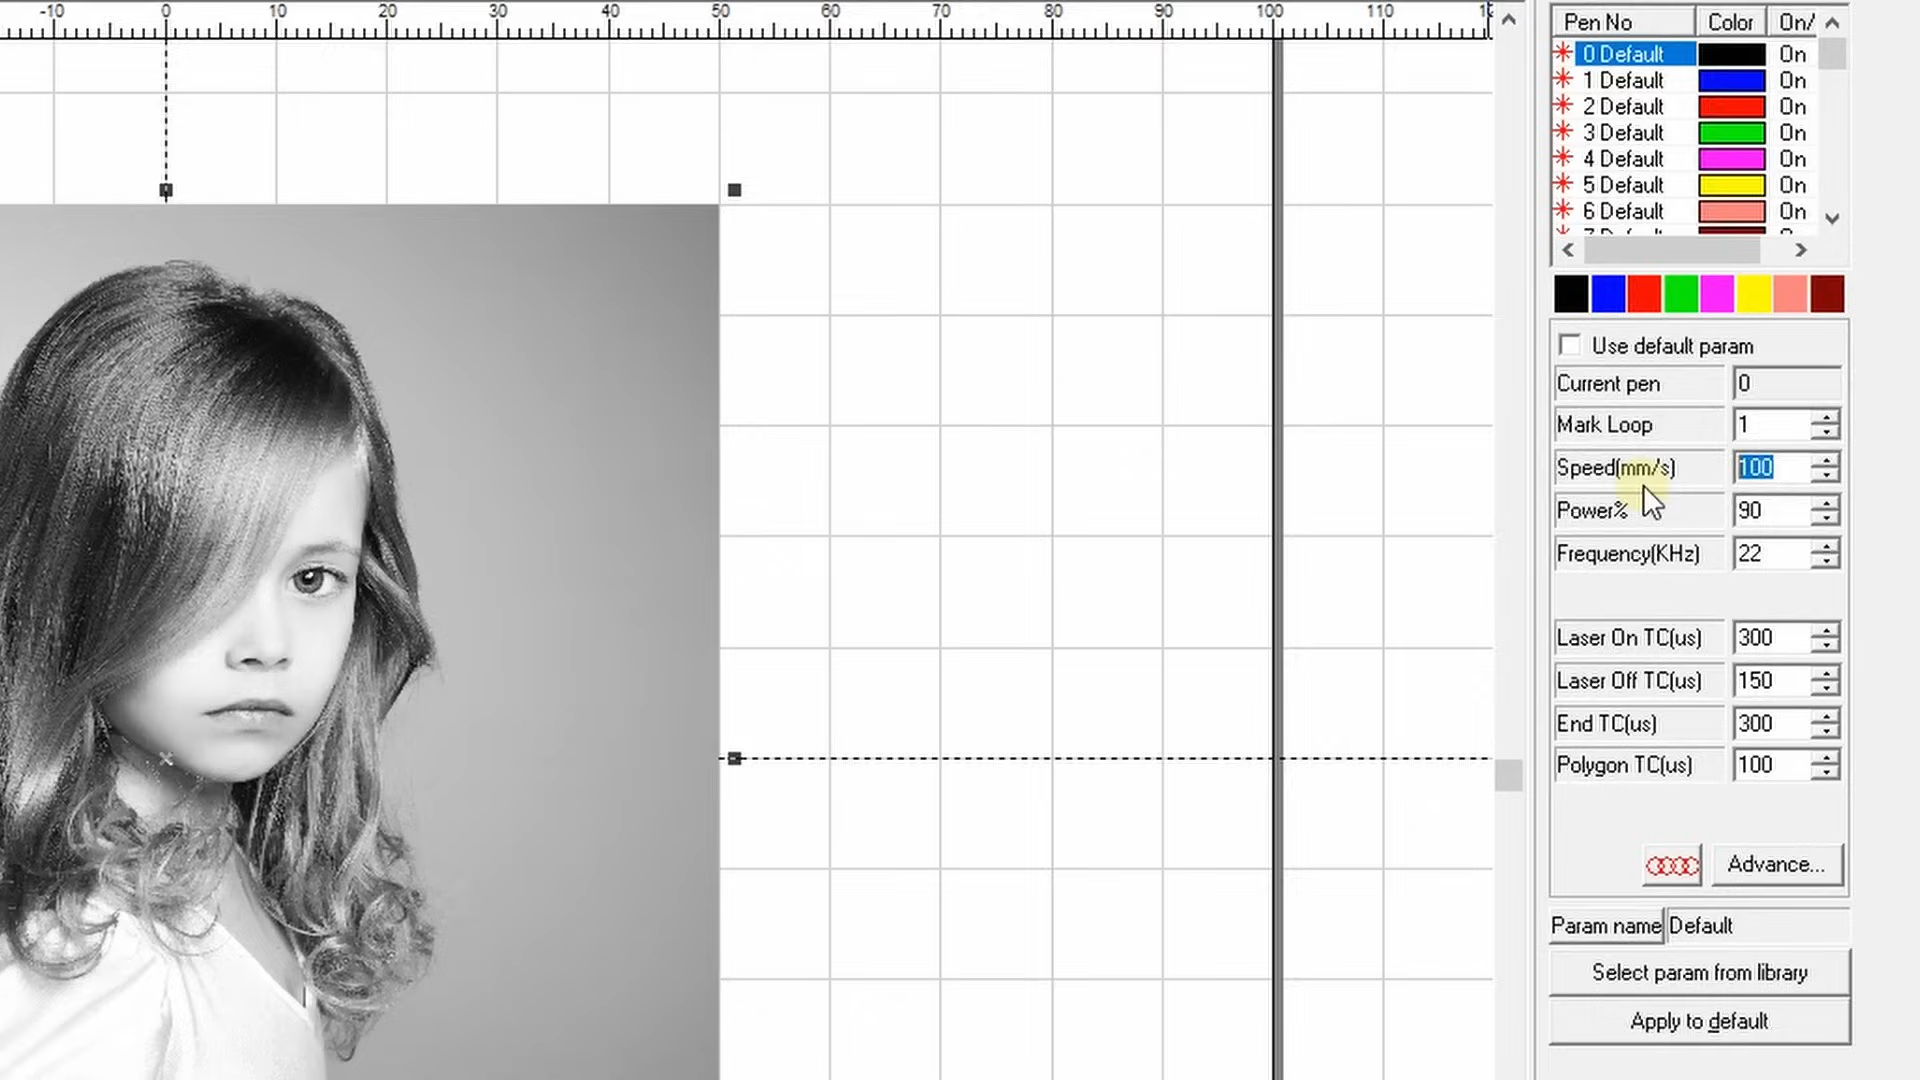 -10 0 10 20 30 40 50 60 70 80 90 100 110
Pen No Color On/
0 Default On
1 Default On
2 Default On
3 Default On
4 Default On
5 Default On
6 Default On
Use default param
Current pen 0
Mark Loop 1
Speed(mm/s) 100
Power% 90
Frequency(KHz) 22
Laser On TC(us) 300
Laser Off TC(us) 150
End TC(us) 300
Polygon TC(us) 100
Advance...
Param name Default
Select param from library
Apply to default